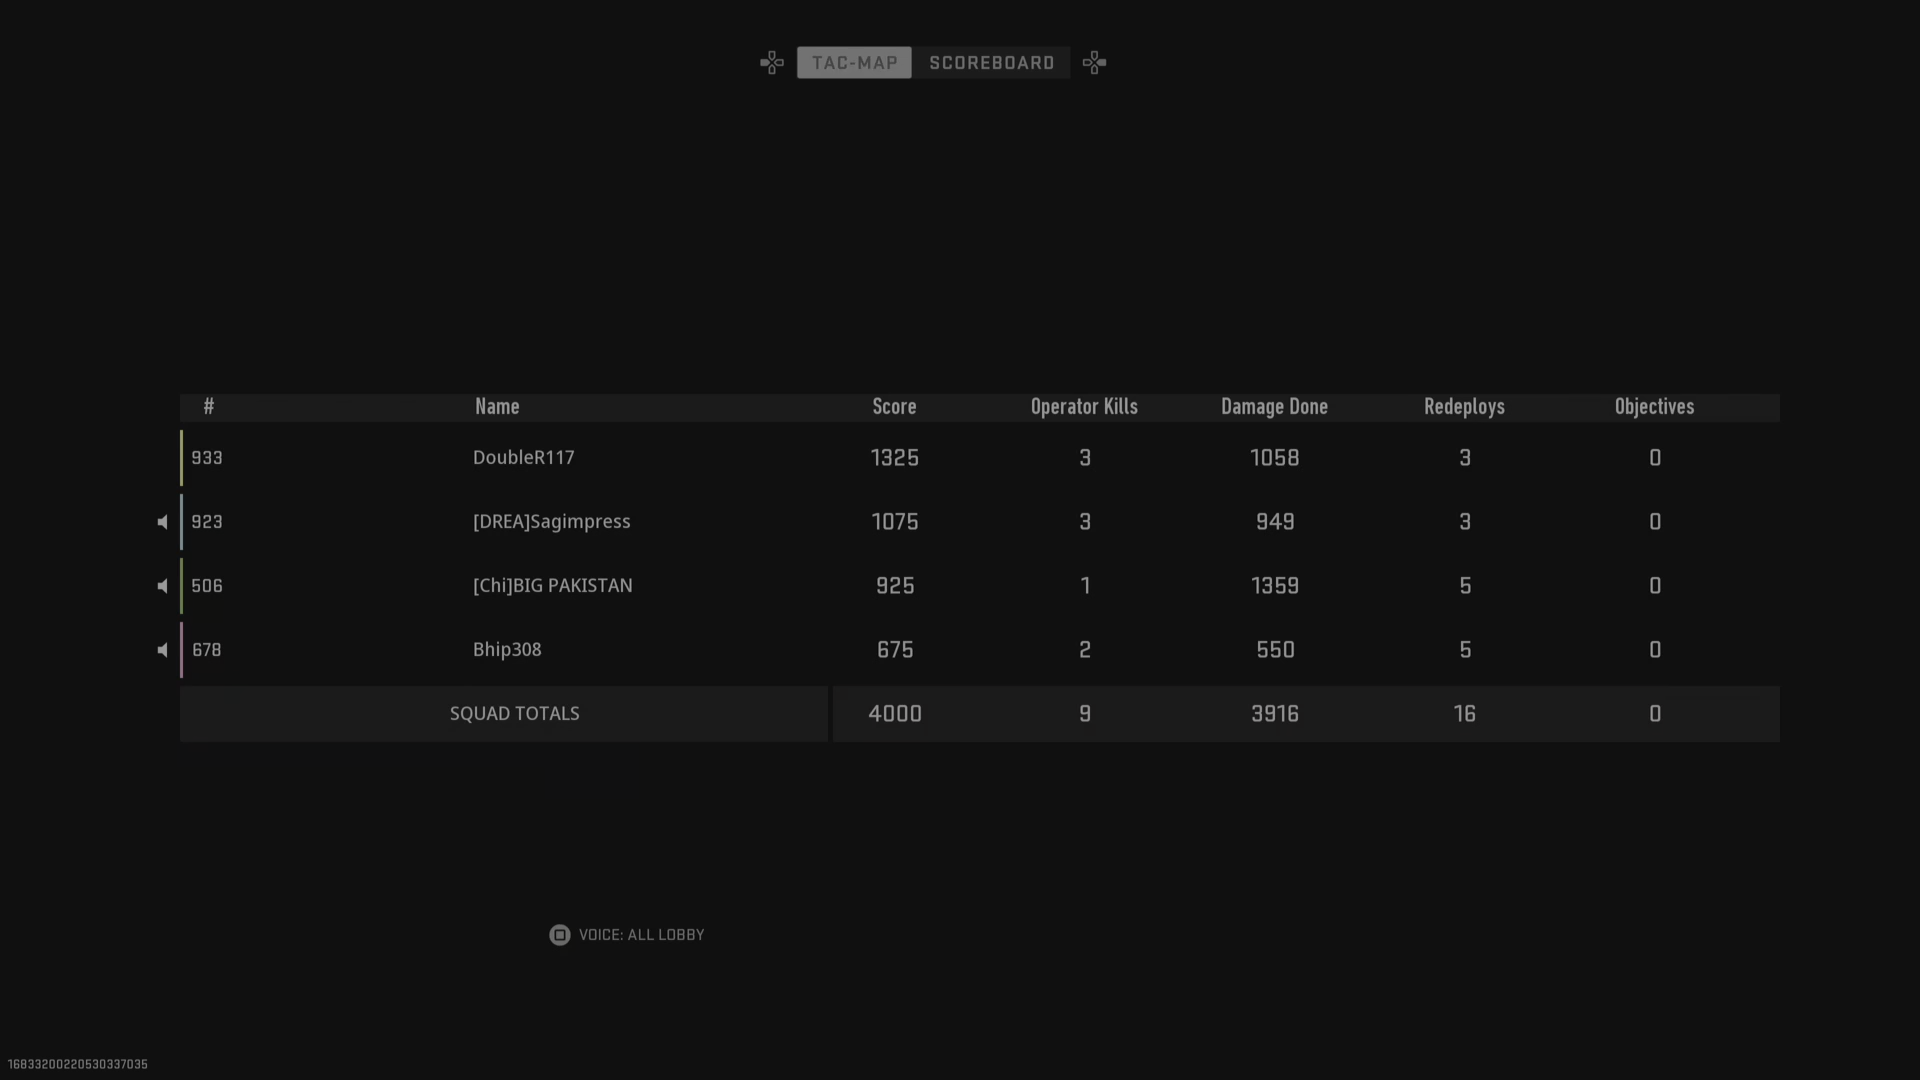 TAC-MAP SCOREBOARD
# Name Score Operator Kills Damage Done Redeploys Objectives
933 DoubleR117 1325 3 1058 3 0
923 [DREA]Sagimpress 1075 3 949 3 0
506 [Chi]BIG PAKISTAN 925 1 1359 5 0
678 Bhip308 675 2 550 5 0
SQUAD TOTALS 4000 9 3916 16 0
VOICE: ALL LOBBY
16833200220530337035